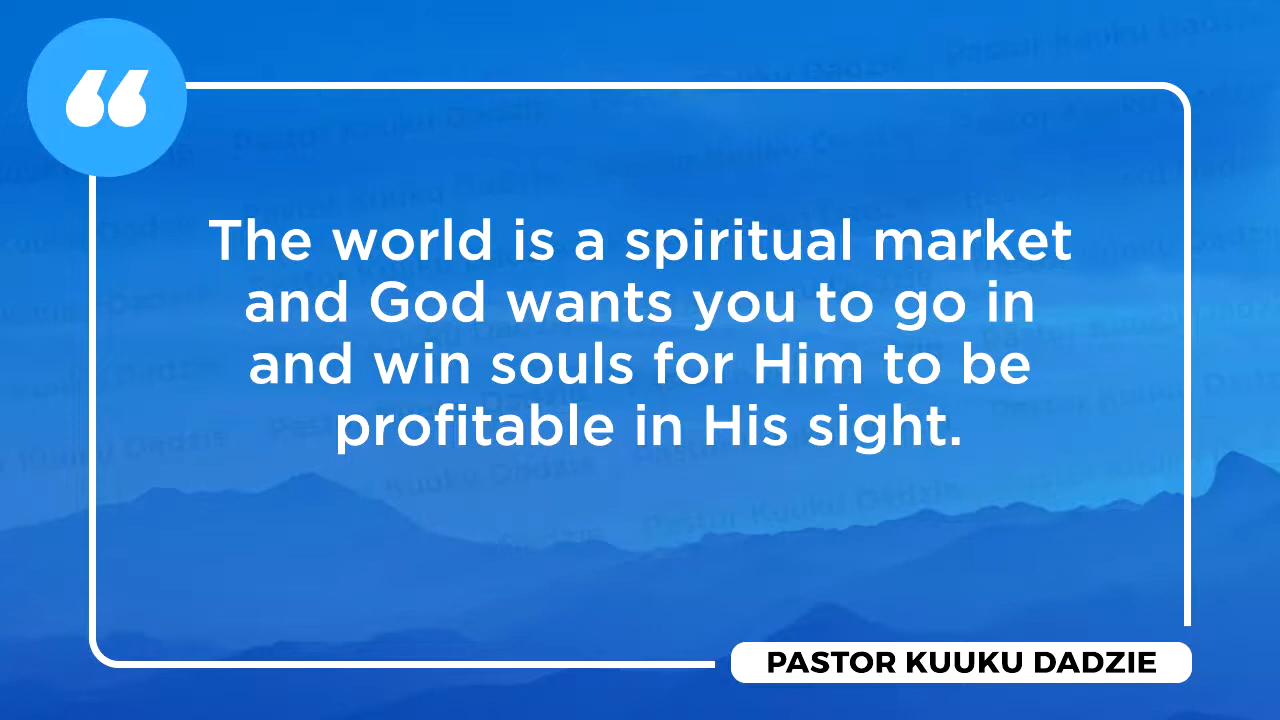 The world is a spiritual market
and God wants you to go in
and win souls for Him to be
profitable in His sight.
PASTOR KUUKU DADZIE